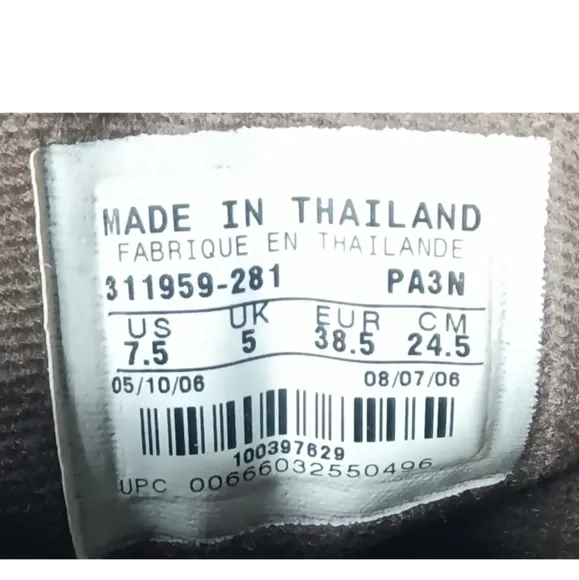 MADE IN THAILAND
FABRIQUE EN THAILANDE
311959-281 PA3N
US UK EUR CM
7.5 5 38.5 24.5
05/10/06 08/07/06
100397629
UPC 00666032550496